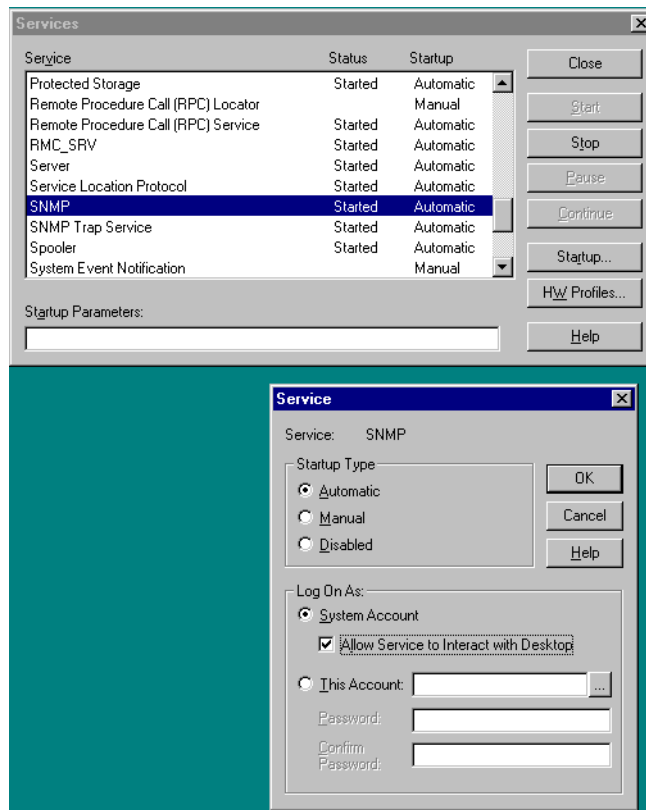 Services
Service Status Startup
Protected Storage Started Automatic
Remote Procedure Call (RPC) Locator Manual
Remote Procedure Call (RPC) Service Started Automatic
RMC_SRV Started Automatic
Server Started Automatic
Service Location Protocol Started Automatic
SNMP Started Automatic
SNMP Trap Service Started Automatic
Spooler Started Automatic
System Event Notification Manual
Startup Parameters:
Close
Start
Stop
Pause
Continue
Startup...
HW Profiles...
Help
Service
Service: SNMP
Startup Type
Automatic
Manual
Disabled
OK
Cancel
Help
Log On As:
System Account
Allow Service to Interact with Desktop
This Account: ...
Password:
Confirm
Password: